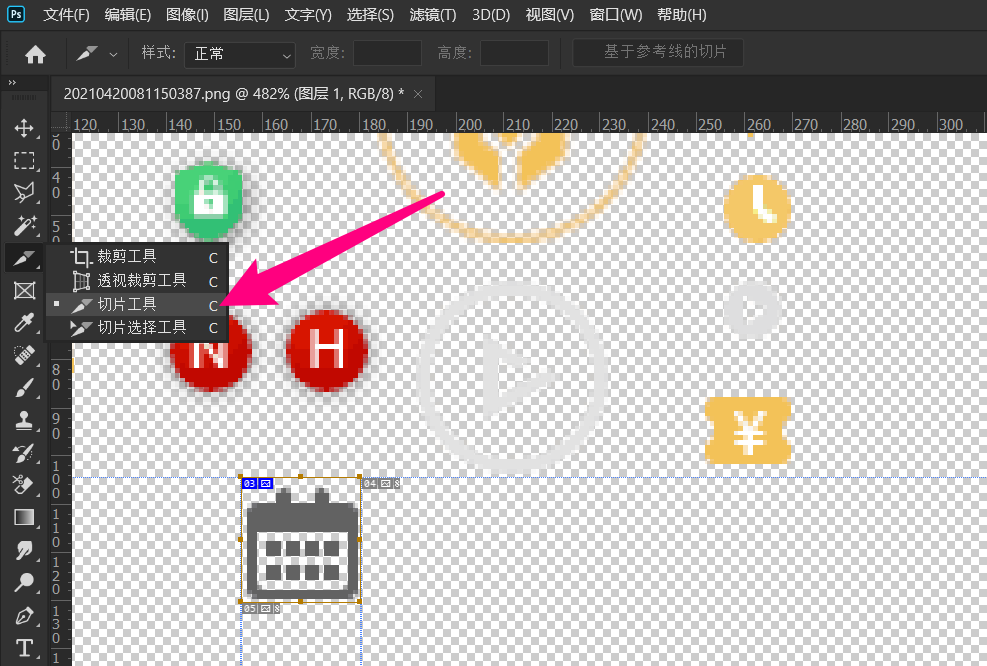 Ps 文件(F) 编辑(E) 图像(I) 图层(L) 文字(Y) 选择(S) 滤镜(T) 3D(D) 视图(V) 窗口(W) 帮助(H)
样式: 正常 宽度: 高度: 基于参考线的切片
20210420081150387.png @ 482% (图层 1, RGB/8) * ×
120 130 140 150 160 170 180 190 200 210 220 230 240 250 260 270 280 290 300
0
40
5
裁剪工具 C
透视裁剪工具 C
切片工具 C
切片选择工具 C
N H
80
90
¥
100
03 04 8
110
120
05 8
130
1
T